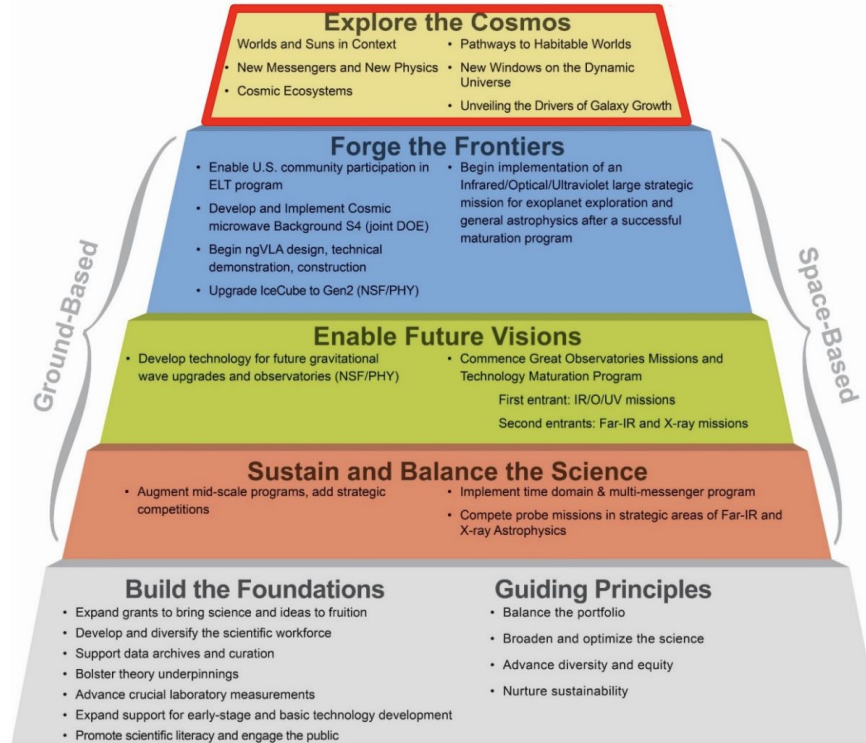 Explore the Cosmos
Worlds and Suns in Context
• New Messengers and New Physics
• Cosmic Ecosystems
• Pathways to Habitable Worlds
• New Windows on the Dynamic
Universe
• Unveiling the Drivers of Galaxy Growth
Forge the Frontiers
• Enable U.S. community participation in
ELT program
• Develop and Implement Cosmic
microwave Background S4 (joint DOE)
• Begin ngVLA design, technical
demonstration, construction
• Upgrade IceCube to Gen2 (NSF/PHY)
• Begin implementation of an
Infrared/Optical/Ultraviolet large strategic
mission for exoplanet exploration and
general astrophysics after a successful
maturation program
Ground-Based
Space-Based
Enable Future Visions
• Develop technology for future gravitational
wave upgrades and observatories (NSF/PHY)
• Commence Great Observatories Missions and
Technology Maturation Program
First entrant: IR/O/UV missions
Second entrants: Far-IR and X-ray missions
Sustain and Balance the Science
• Augment mid-scale programs, add strategic
competitions
• Implement time domain & multi-messenger program
• Compete probe missions in strategic areas of Far-IR and
X-ray Astrophysics
Build the Foundations
• Expand grants to bring science and ideas to fruition
• Develop and diversify the scientific workforce
• Support data archives and curation
• Bolster theory underpinnings
• Advance crucial laboratory measurements
• Expand support for early-stage and basic technology development
• Promote scientific literacy and engage the public
Guiding Principles
• Balance the portfolio
• Broaden and optimize the science
• Advance diversity and equity
• Nurture sustainability